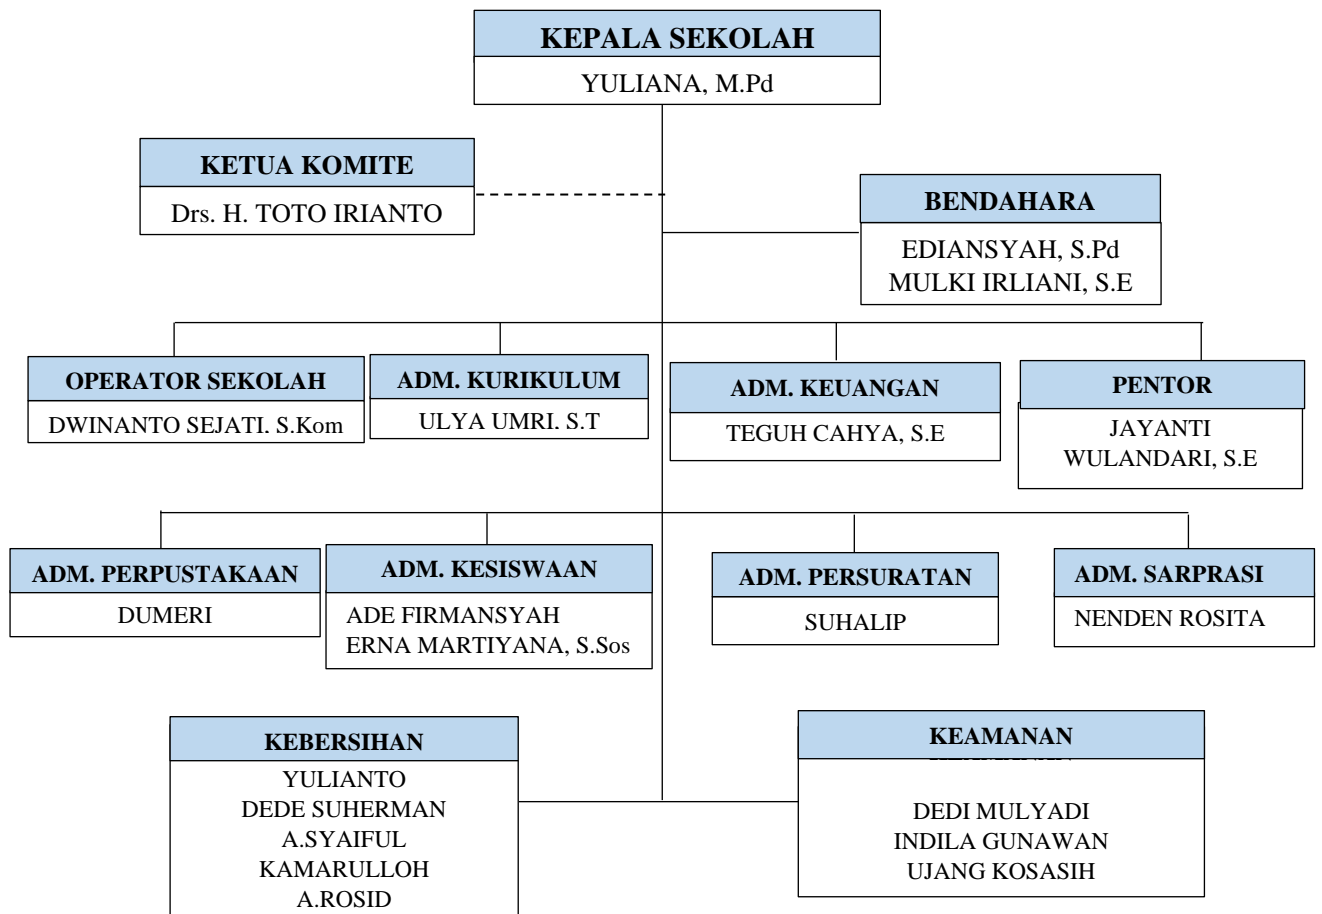 KEPALA SEKOLAH
YULIANA, M.Pd
KETUA KOMITE
Drs. H. TOTO IRIANTO
BENDAHARA
EDIANSYAH, S.Pd
MULKI IRLIANI, S.E
OPERATOR SEKOLAH
DWINANTO SEJATI. S.Kom
ADM. KURIKULUM
ULYA UMRI. S.T
ADM. KEUANGAN
TEGUH CAHYA, S.E
PENTOR
JAYANTI
WULANDARI, S.E
ADM. PERPUSTAKAAN
DUMERI
ADM. KESISWAAN
ADE FIRMANSYAH
ERNA MARTIYANA, S.Sos
ADM. PERSURATAN
SUHALIP
ADM. SARPRASI
NENDEN ROSITA
KEBERSIHAN
YULIANTO
DEDE SUHERMAN
A.SYAIFUL
KAMARULLOH
A.ROSID
KEAMANAN
DEDI MULYADI
INDILA GUNAWAN
UJANG KOSASIH